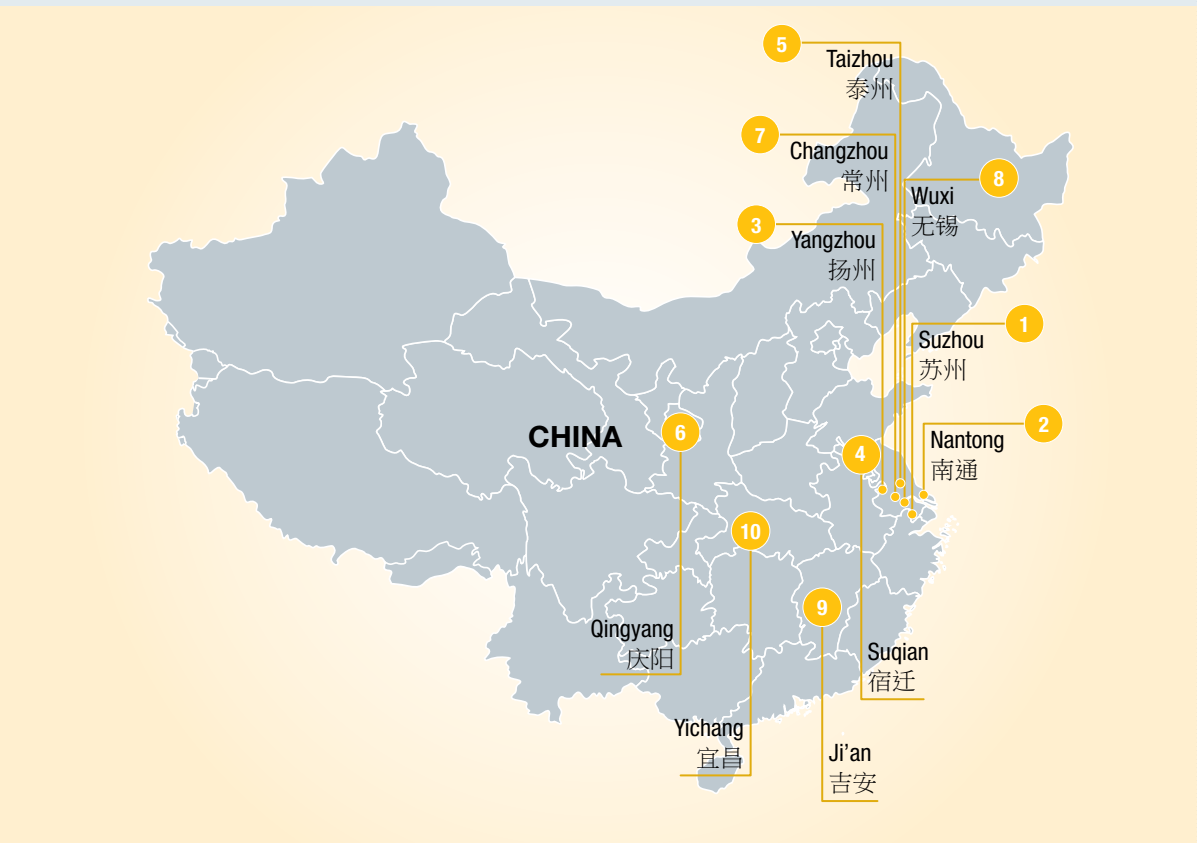 5
Taizhou
泰州
7
Changzhou
常州
8
Wuxi
无锡
3
Yangzhou
扬州
1
Suzhou
苏州
CHINA
6
2
Nantong
南通
4
10
9
Qingyang
庆阳
Suqian
宿迁
Yichang
宜昌
Ji’an
吉安